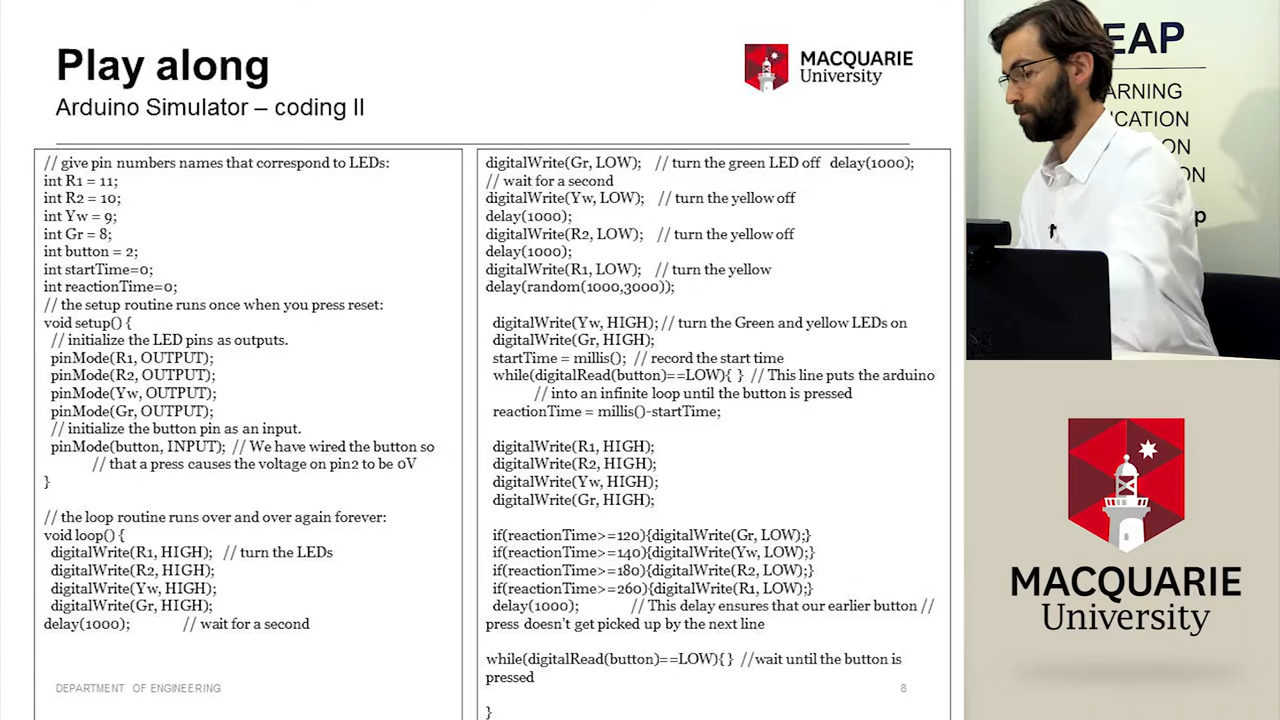 Play along
Arduino Simulator – coding II
MACQUARIE
University
// give pin numbers names that correspond to LEDs:
int R1 = 11;
int R2 = 10;
int Yw = 9;
int Gr = 8;
int button = 2;
int startTime=0;
int reactionTime=0;
// the setup routine runs once when you press reset:
void setup() {
// initialize the LED pins as outputs.
pinMode(R1, OUTPUT);
pinMode(R2, OUTPUT);
pinMode(Yw, OUTPUT);
pinMode(Gr, OUTPUT);
// initialize the button pin as an input.
pinMode(button, INPUT); // We have wired the button so
// that a press causes the voltage on pin2 to be 0V
}
// the loop routine runs over and over again forever:
void loop() {
digitalWrite(R1, HIGH); // turn the LEDs
digitalWrite(R2, HIGH);
digitalWrite(Yw, HIGH);
digitalWrite(Gr, HIGH);
delay(1000); // wait for a second
digitalWrite(Gr, LOW); // turn the green LED off delay(1000);
// wait for a second
digitalWrite(Yw, LOW); // turn the yellow off
delay(1000);
digitalWrite(R2, LOW); // turn the yellow off
delay(1000);
digitalWrite(R1, LOW); // turn the yellow
delay(random(1000,3000));
digitalWrite(Yw, HIGH); // turn the Green and yellow LEDs on
digitalWrite(Gr, HIGH);
startTime = millis(); // record the start time
while(digitalRead(button)==LOW){ } // This line puts the arduino
// into an infinite loop until the button is pressed
reactionTime = millis()-startTime;
digitalWrite(R1, HIGH);
digitalWrite(R2, HIGH);
digitalWrite(Yw, HIGH);
digitalWrite(Gr, HIGH);
if(reactionTime>=120){digitalWrite(Gr, LOW);}
if(reactionTime>=140){digitalWrite(Yw, LOW);}
if(reactionTime>=180){digitalWrite(R2, LOW);}
if(reactionTime>=260){digitalWrite(R1, LOW);}
delay(1000); // This delay ensures that our earlier button //
press doesn't get picked up by the next line
while(digitalRead(button)==LOW){ } //wait until the button is
pressed
}
DEPARTMENT OF ENGINEERING
8
EAP
ARNING
ICATION
ON
ON
p
MACQUARIE
University